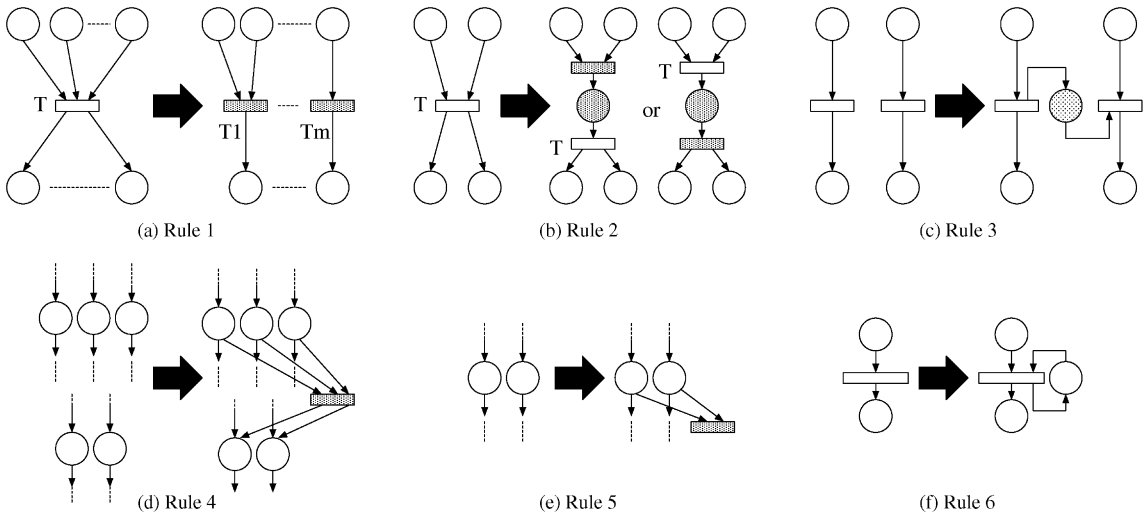 T
T1
Tm
(a) Rule 1
T
T
or
T
(b) Rule 2
(c) Rule 3
(d) Rule 4
(e) Rule 5
(f) Rule 6